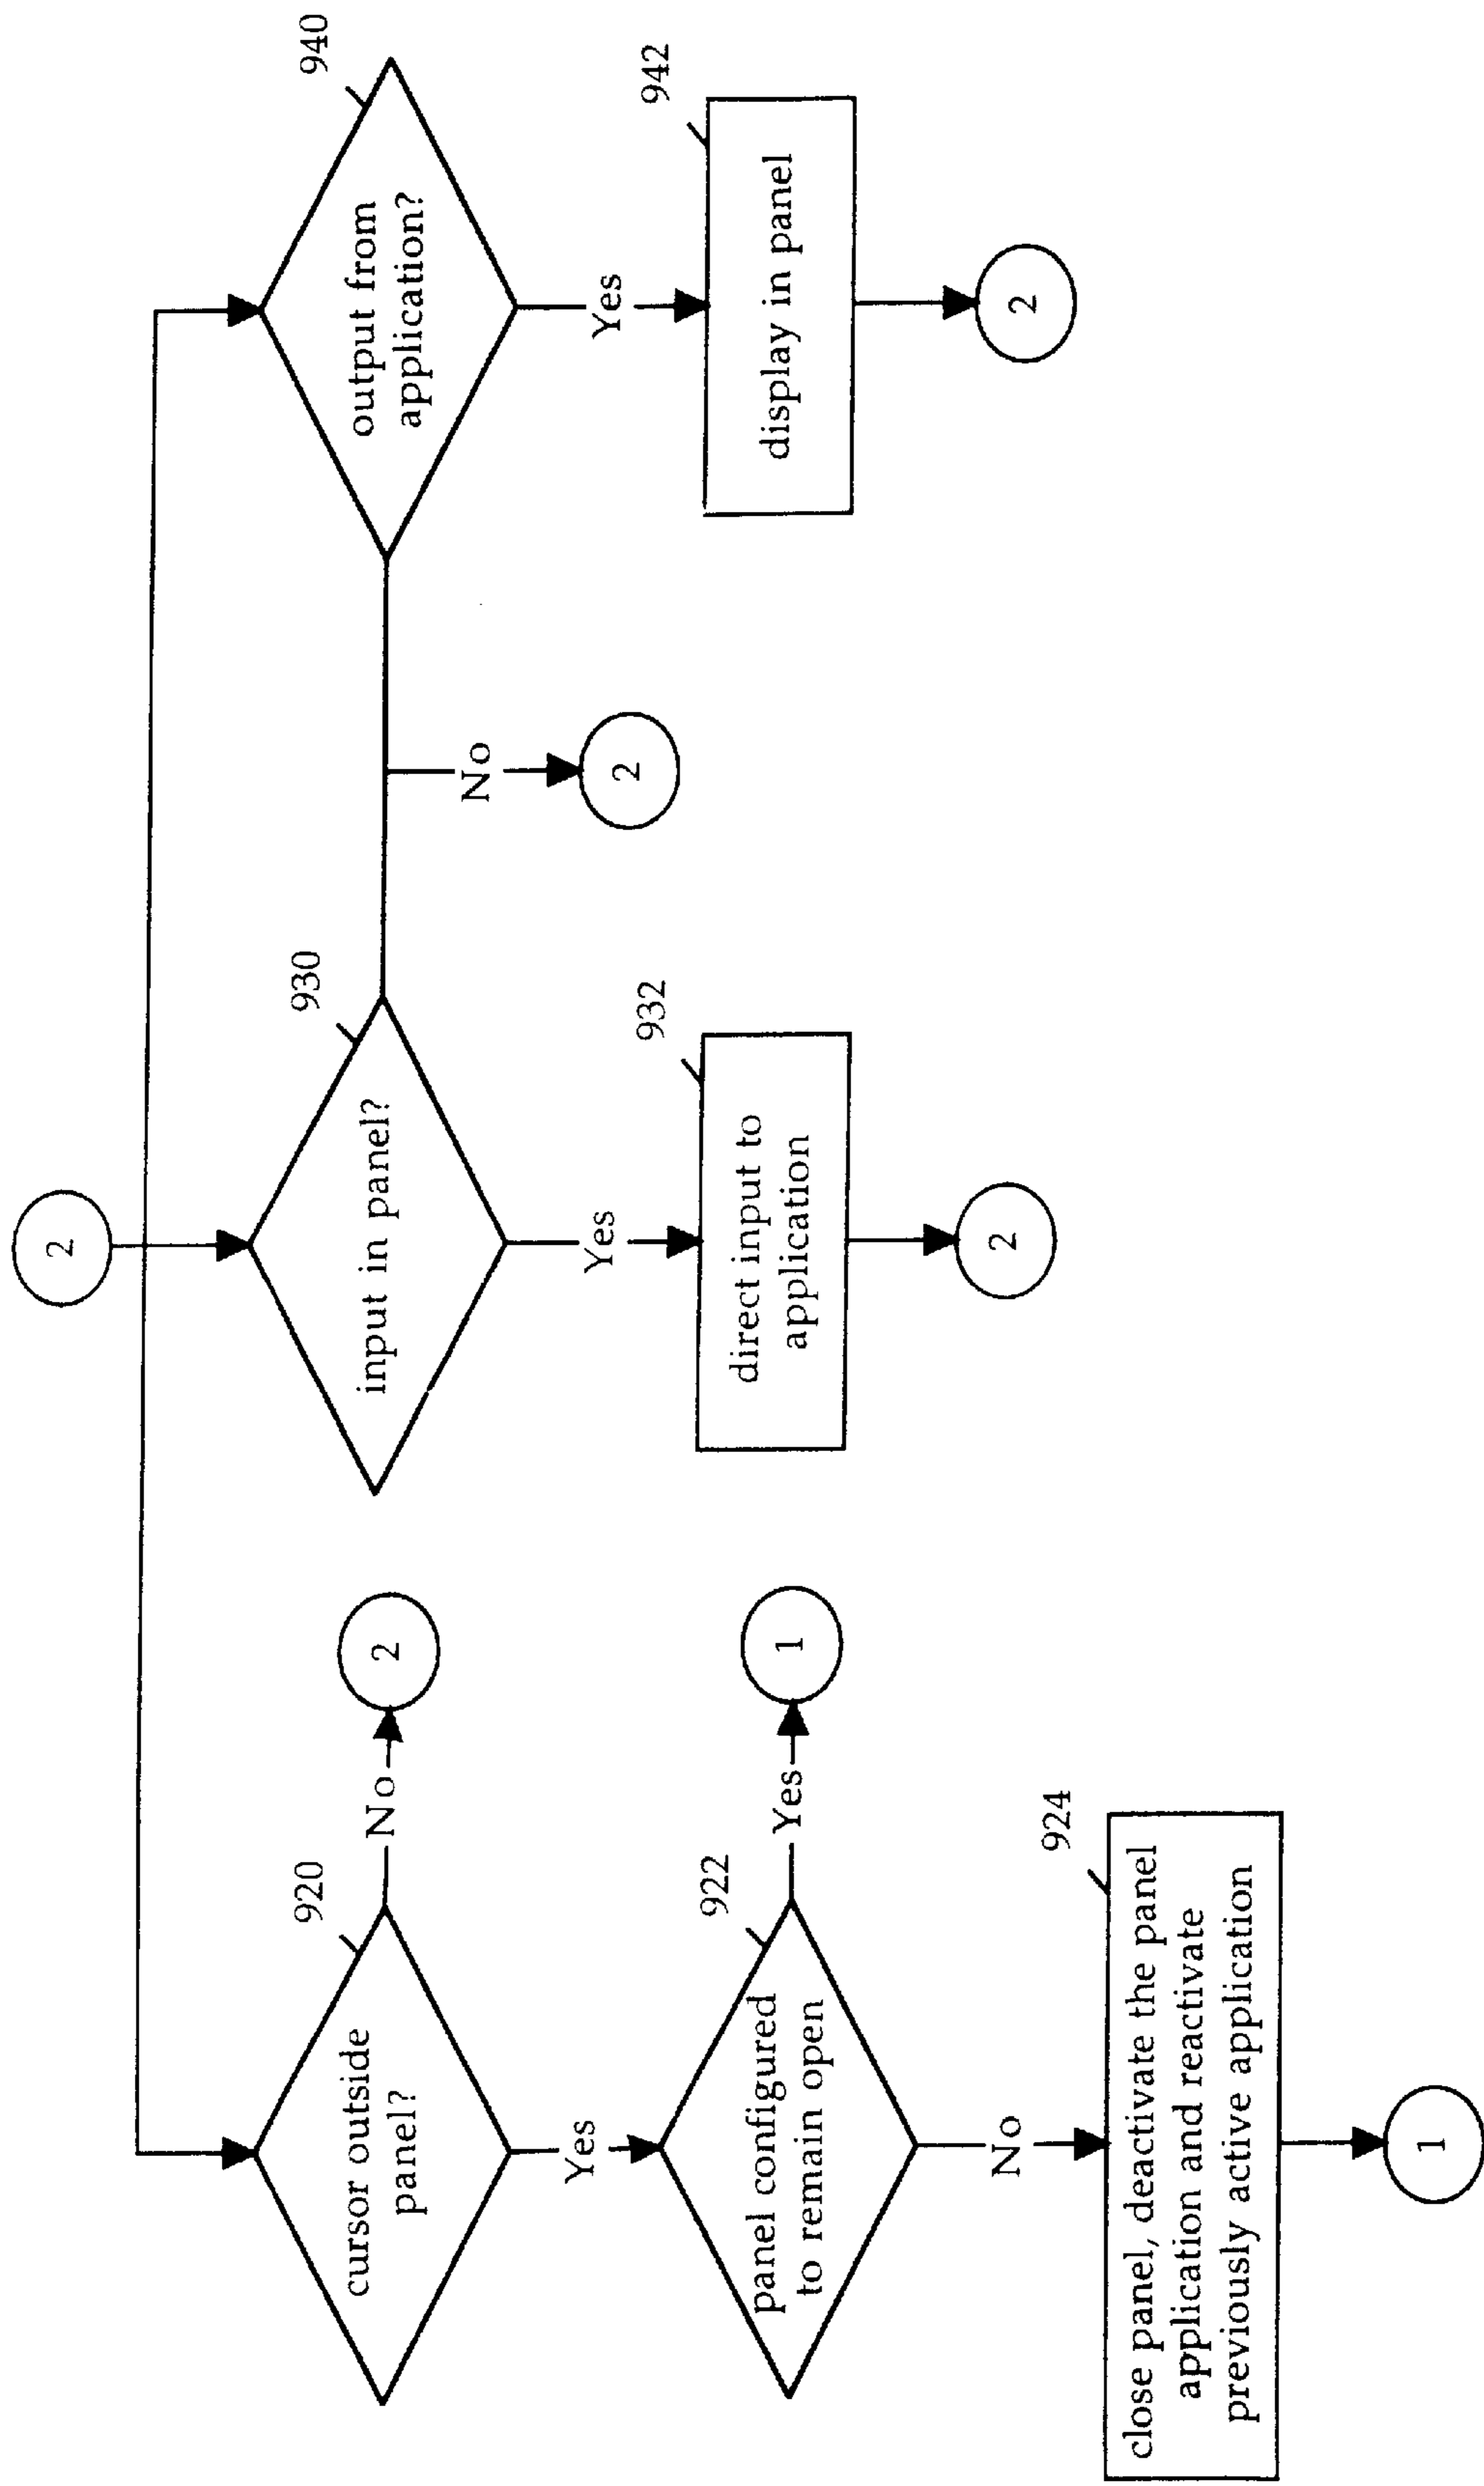 2
920
cursor outside
panel?
No
2
Yes
922
panel configured
to remain open
Yes
1
No
924
close panel, deactivate the panel
application and reactivate
previously active application
1
930
input in panel?
Yes
932
direct input to
application
2
No
2
940
output from
application?
Yes
942
display in panel
2